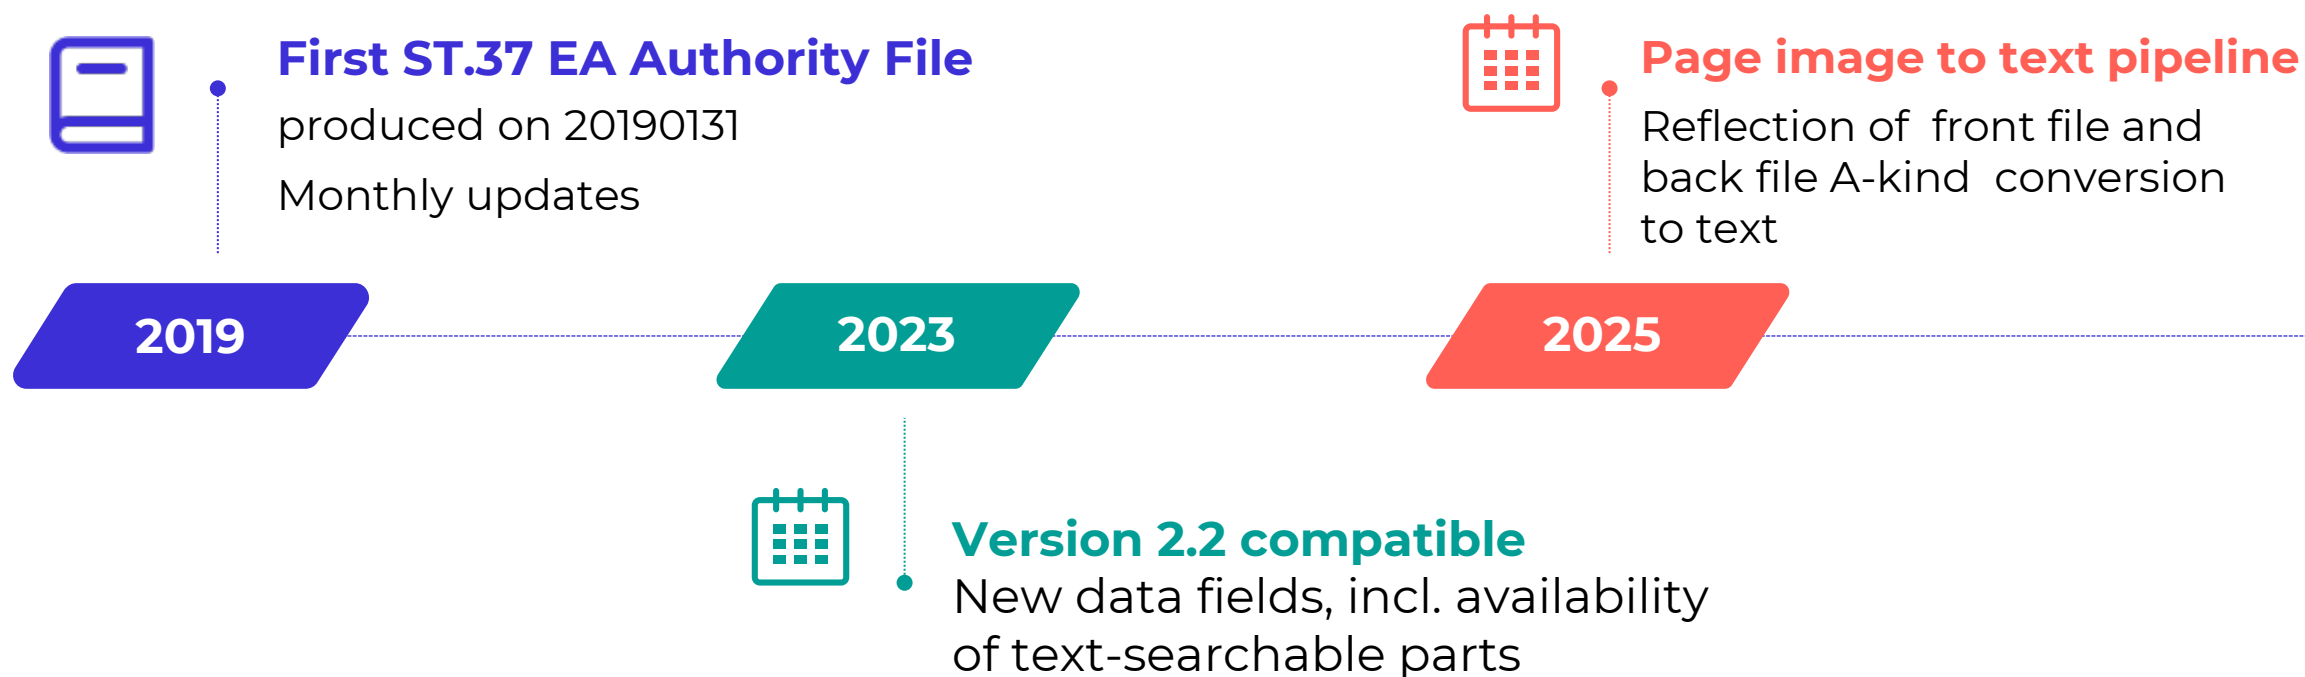 First ST.37 EA Authority File
produced on 20190131
Monthly updates
Page image to text pipeline
Reflection of  front file and
back file A-kind  conversion
to text
2019
2023
2025
Version 2.2 compatible
New data fields, incl. availability
of text-searchable parts